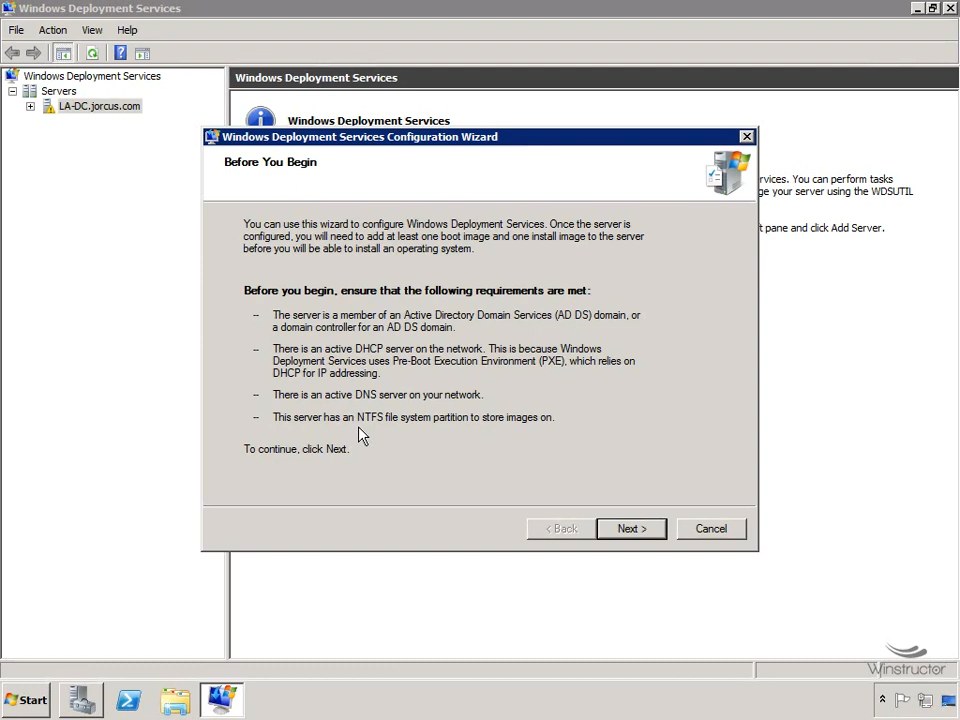 Windows Deployment Services
File Action View Help
Windows Deployment Services
Servers
LA-DC.jorcus.com
Windows Deployment Services
Windows Deployment Services
rvices. You can perform tasks
ge your server using the WDSUTIL
t pane and click Add Server.
Windows Deployment Services Configuration Wizard
Before You Begin
You can use this wizard to configure Windows Deployment Services. Once the server is
configured, you will need to add at least one boot image and one install image to the server
before you will be able to install an operating system.
Before you begin, ensure that the following requirements are met:
-- The server is a member of an Active Directory Domain Services (AD DS) domain, or
a domain controller for an AD DS domain.
-- There is an active DHCP server on the network. This is because Windows
Deployment Services uses Pre-Boot Execution Environment (PXE), which relies on
DHCP for IP addressing.
-- There is an active DNS server on your network.
-- This server has an NTFS file system partition to store images on.
To continue, click Next.
< Back Next > Cancel
Winstructor
Start